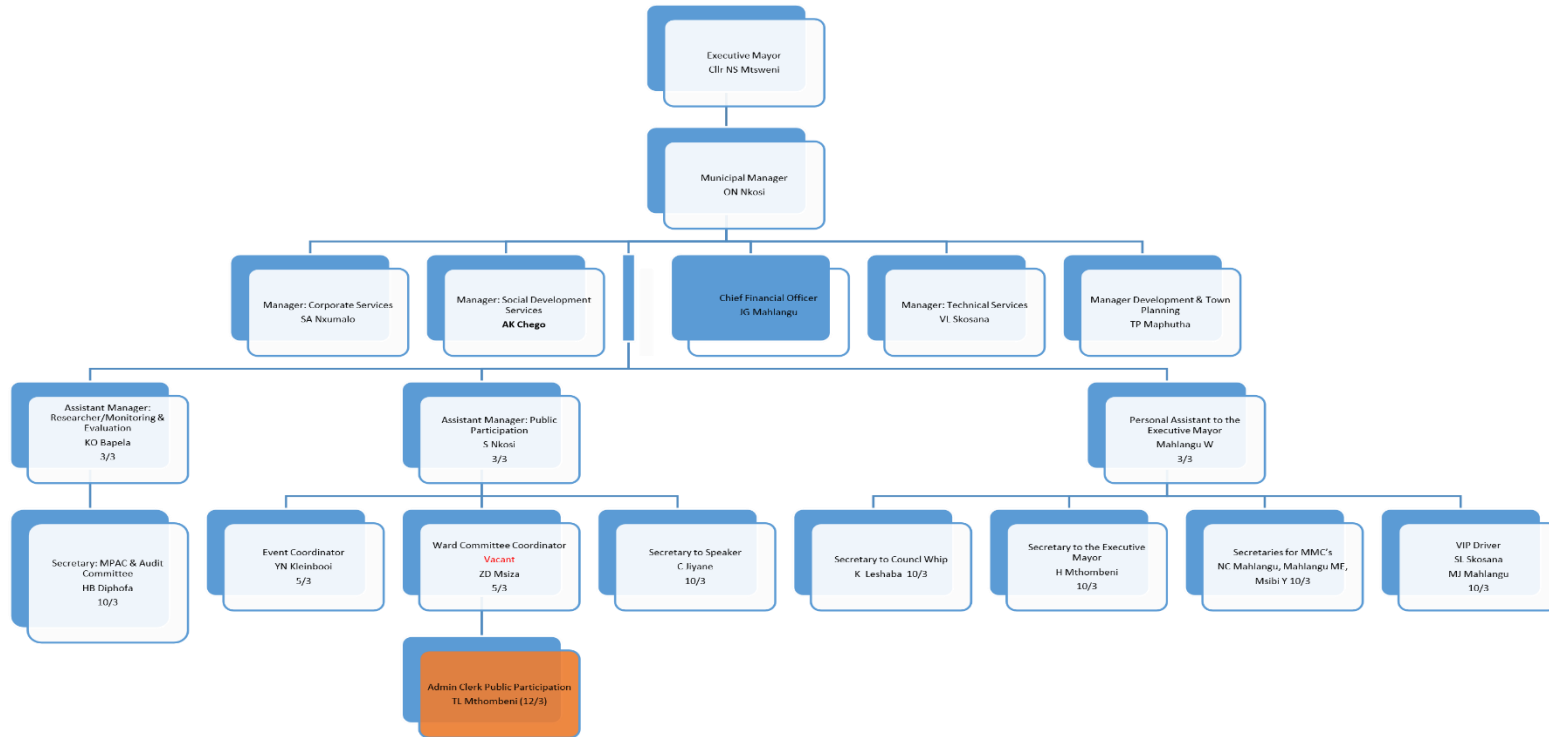 Executive Mayor
Cllr NS Mtsweni
Municipal Manager
ON Nkosi
Manager: Corporate Services
SA Nxumalo
Manager: Social Development
Services
AK Chego
Chief Financial Officer
JG Mahlangu
Manager: Technical Services
VL Skosana
Manager Development & Town
Planning
TP Maphutha
Assistant Manager:
Researcher/Monitoring &
Evaluation
KO Bapela
3/3
Assistant Manager: Public
Participation
S Nkosi
3/3
Personal Assistant to the
Executive Mayor
Mahlangu W
3/3
Secretary: MPAC & Audit
Committee
HB Diphofa
10/3
Event Coordinator
YN Kleinbooi
5/3
Ward Committee Coordinator
Vacant
ZD Msiza
5/3
Secretary to Speaker
C Jiyane
10/3
Secretary to Councl Whip
K Leshaba 10/3
Secretary to the Executive
Mayor
H Mthombeni
10/3
Secretaries for MMC's
NC Mahlangu, Mahlangu MF,
Msibi Y 10/3
VIP Driver
SL Skosana
MJ Mahlangu
10/3
Admin Clerk Public Participation
TL Mthombeni (12/3)